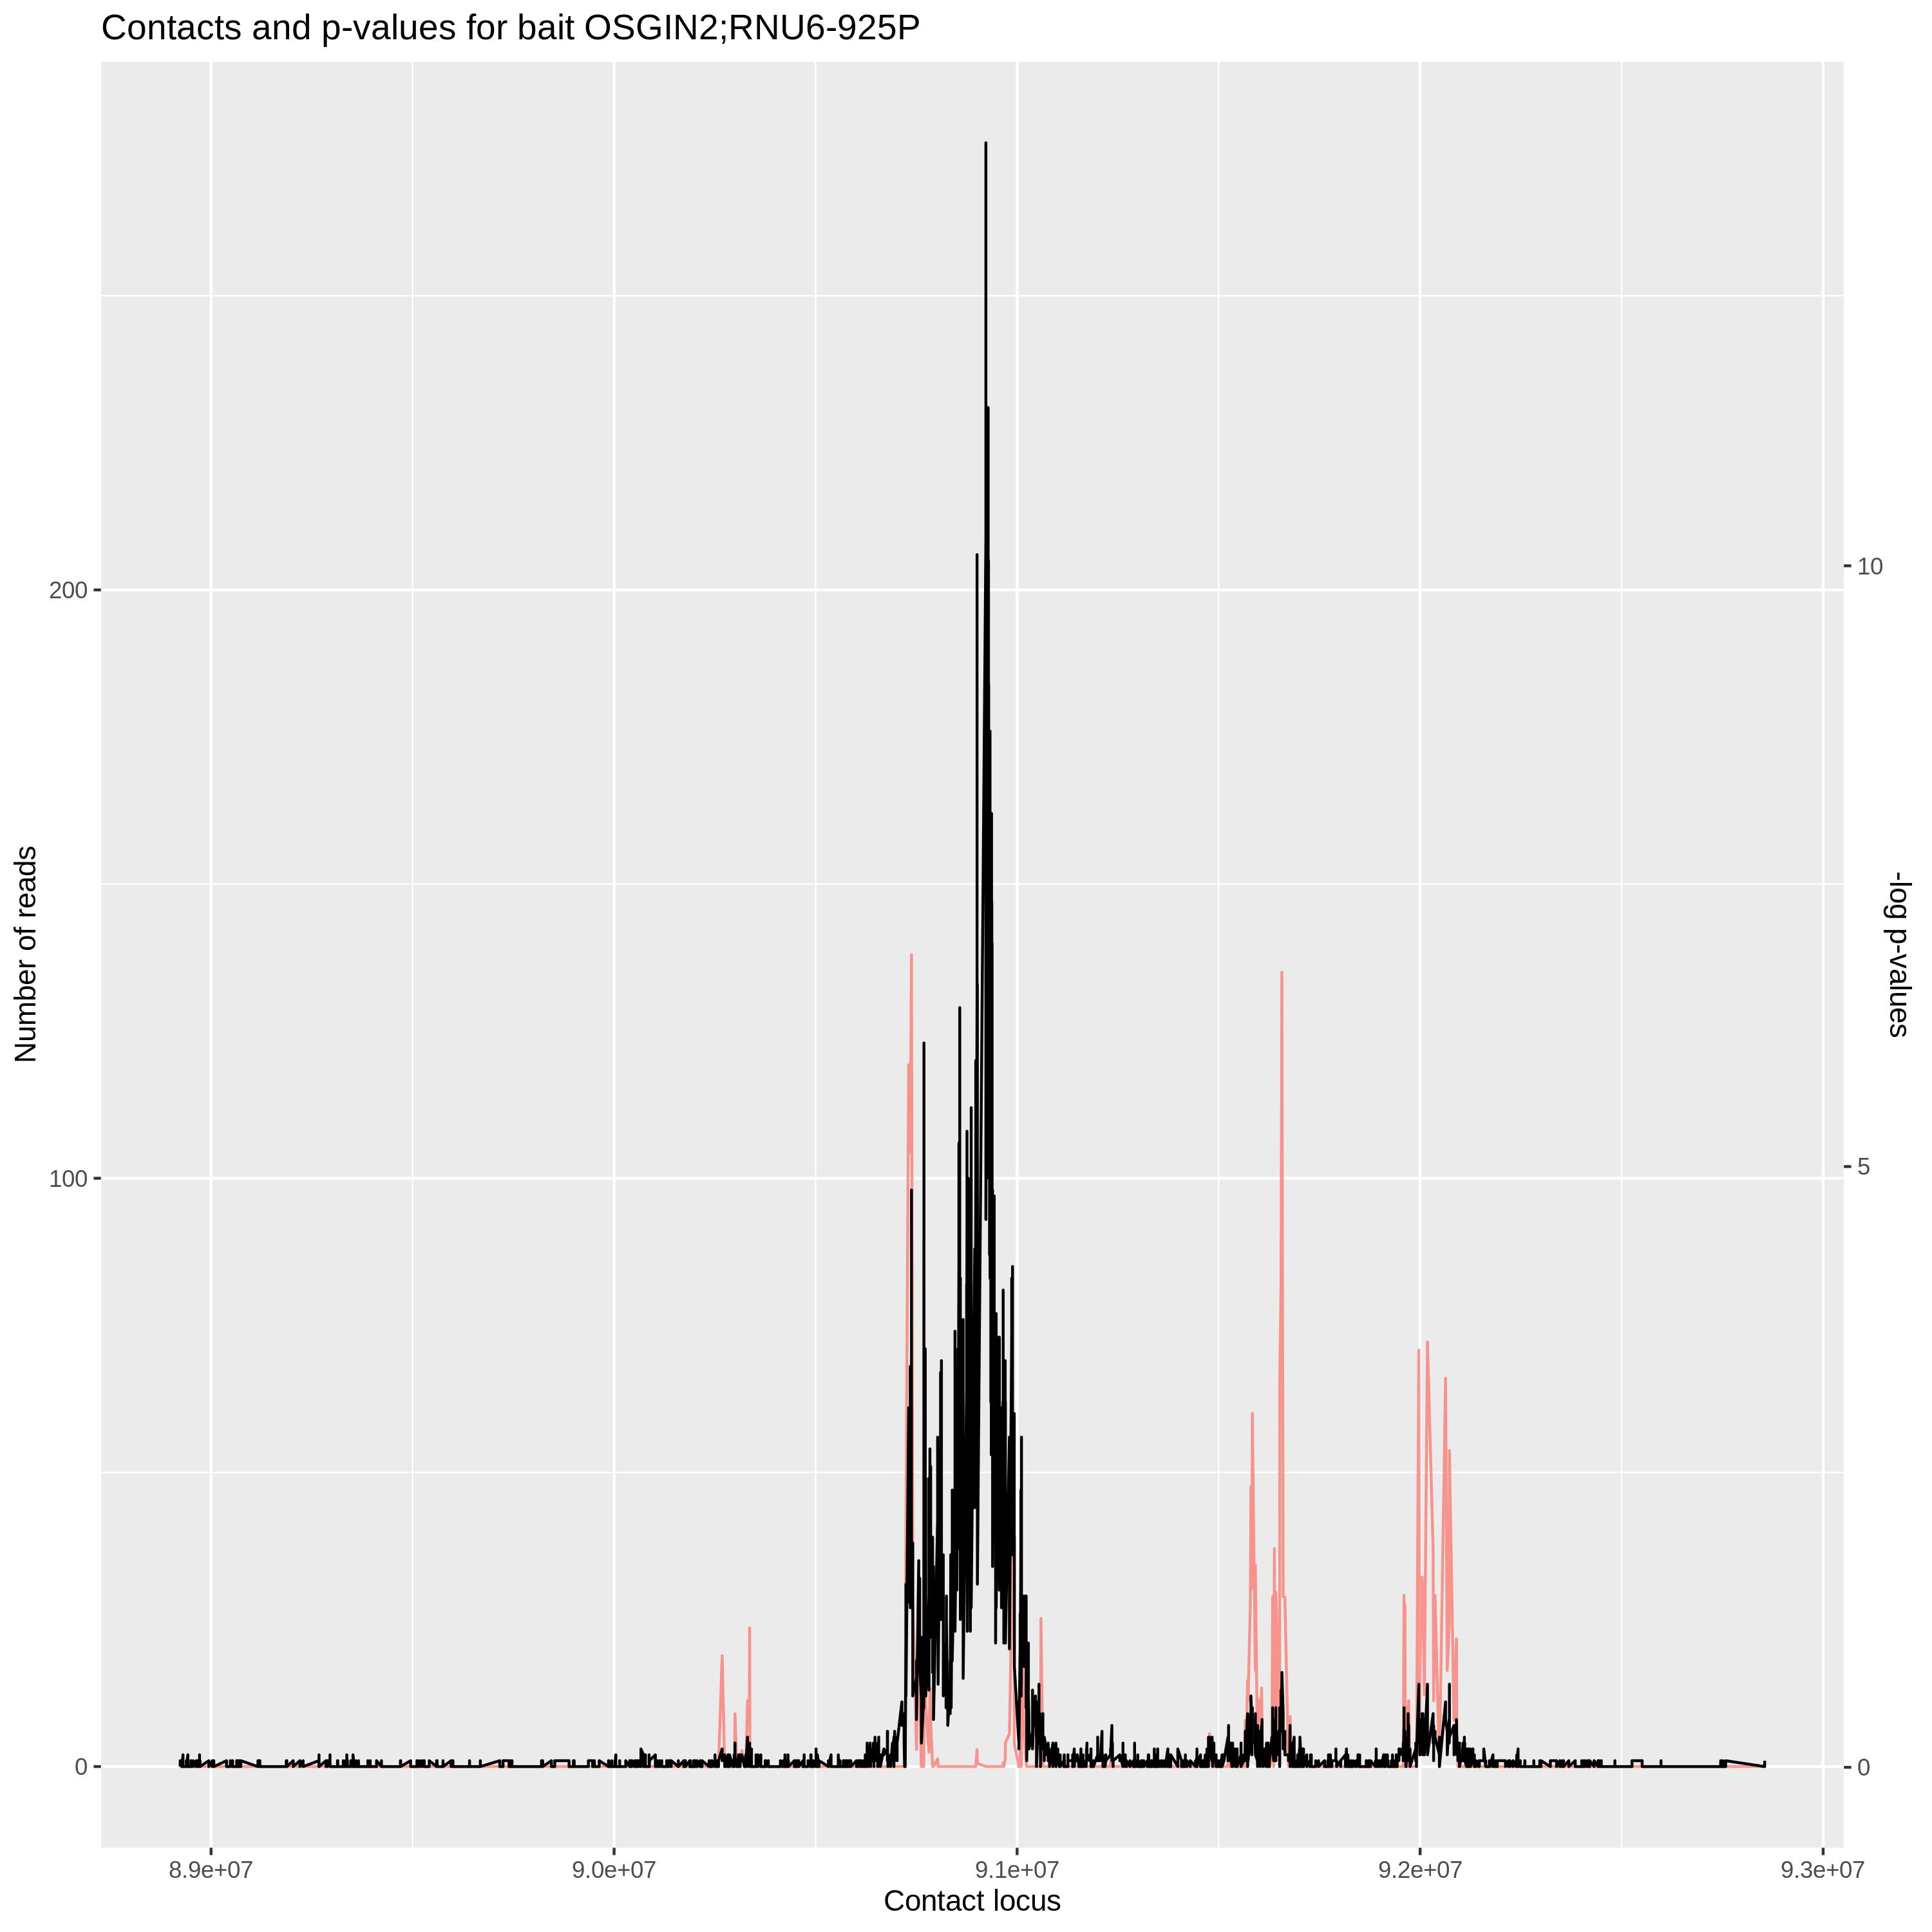 Contacts and p-values for bait OSGIN2;RNU6-925P
Number of reads
200
100
0
10
5
0
-log p-values
8.9e+07 9.0e+07 9.1e+07 9.2e+07 9.3e+07
Contact locus